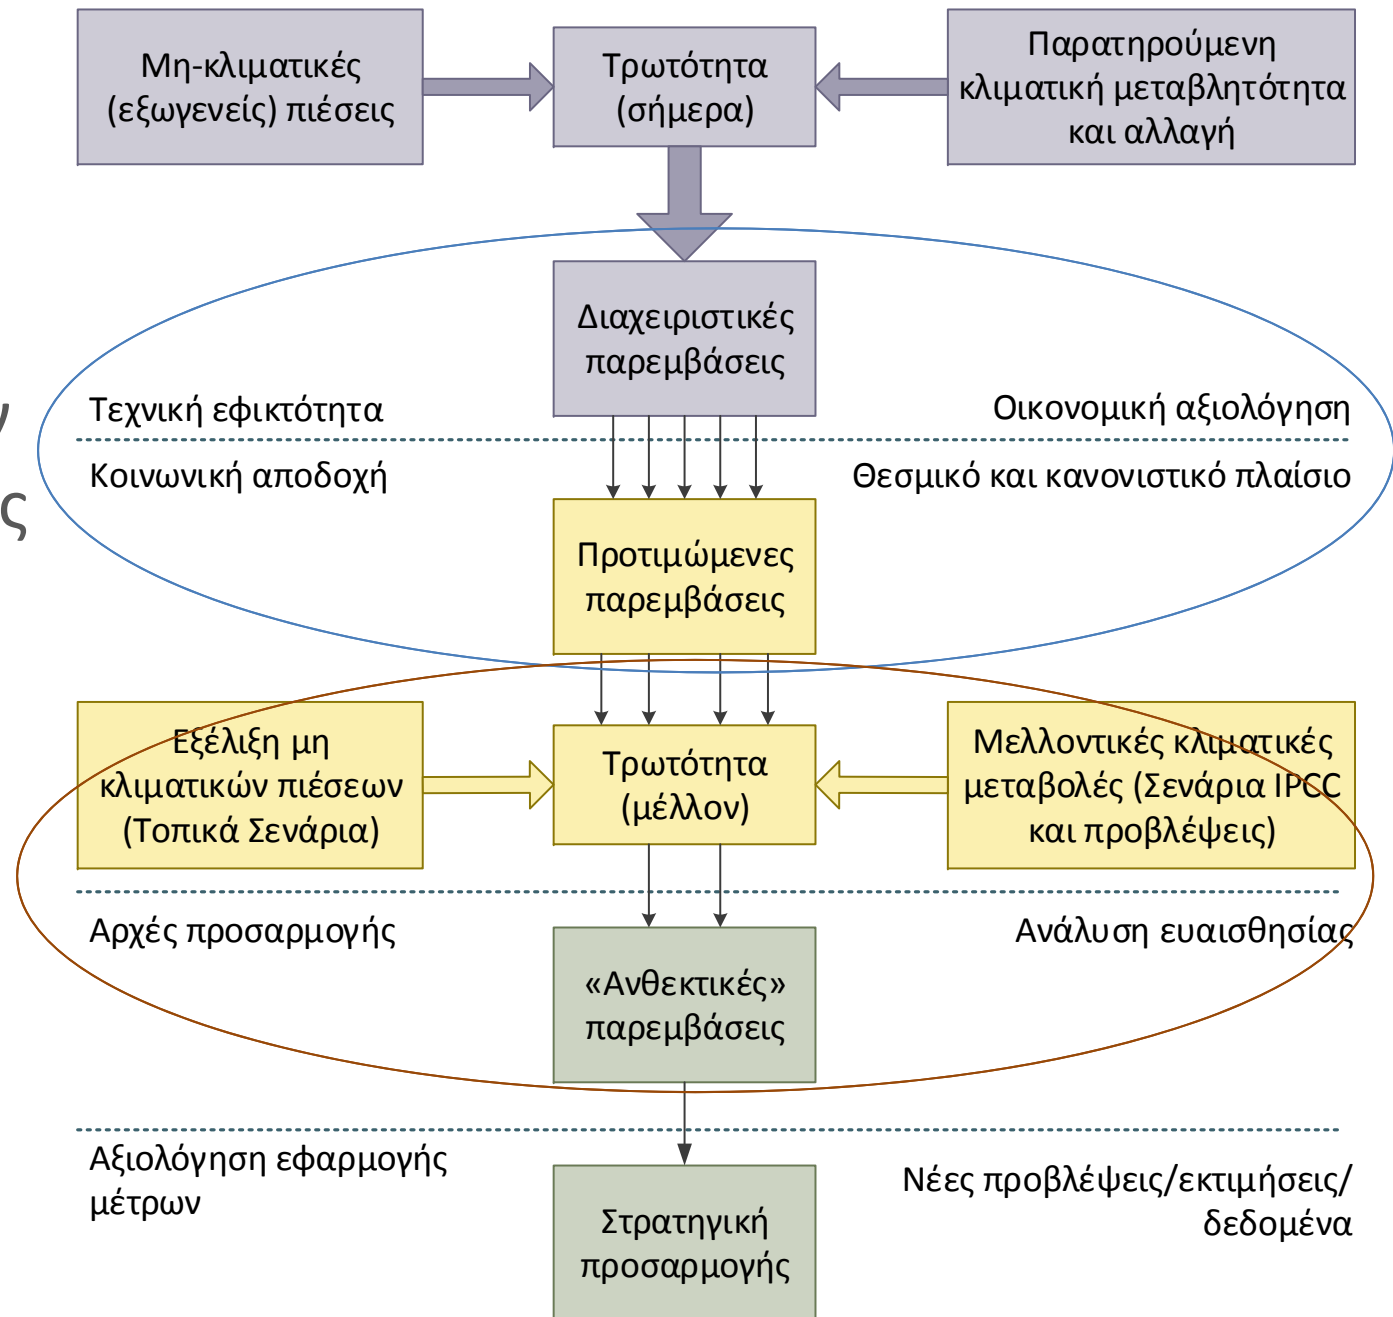 Μη-κλιματικές
(εξωγενείς) πιέσεις
Τρωτότητα
(σήμερα)
Παρατηρούμενη
κλιματική μεταβλητότητα
και αλλαγή
Διαχειριστικές
παρεμβάσεις
Τεχνική εφικτότητα
Οικονομική αξιολόγηση
Κοινωνική αποδοχή
Θεσμικό και κανονιστικό πλαίσιο
Προτιμώμενες
παρεμβάσεις
Εξέλιξη μη
κλιματικών πιέσεων
(Τοπικά Σενάρια)
Τρωτότητα
(μέλλον)
Μελλοντικές κλιματικές
μεταβολές (Σενάρια IPCC
και προβλέψεις)
Αρχές προσαρμογής
Ανάλυση ευαισθησίας
«Ανθεκτικές»
παρεμβάσεις
Αξιολόγηση εφαρμογής
μέτρων
Νέες προβλέψεις/εκτιμήσεις/
δεδομένα
Στρατηγική
προσαρμογής